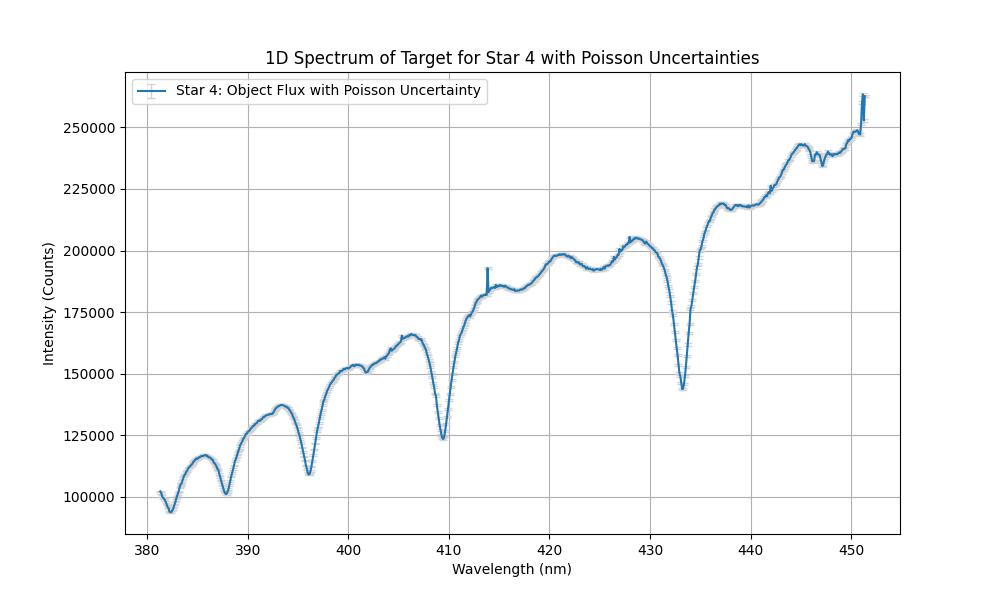 1D Spectrum of Target for Star 4 with Poisson Uncertainties
Star 4: Object Flux with Poisson Uncertainty
Intensity (Counts)
250000
225000
200000
175000
150000
125000
100000
380 390 400 410 420 430 440 450
Wavelength (nm)